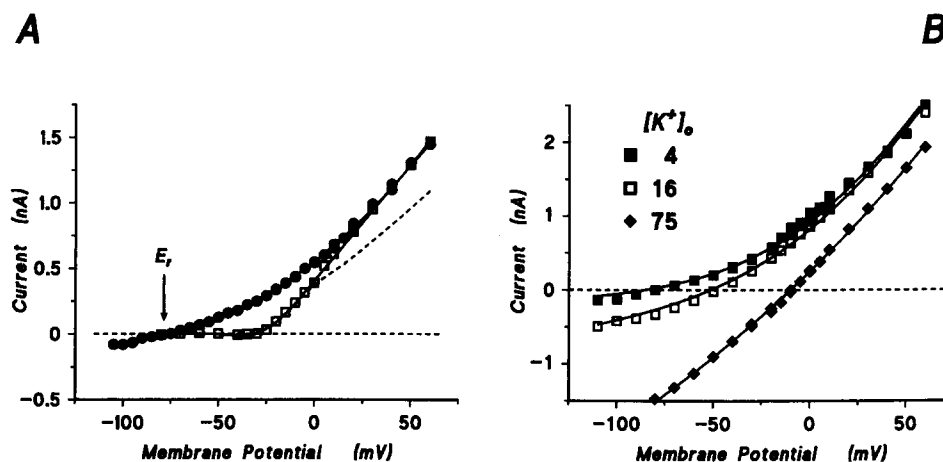 A
B
1.5
1.0
0.5
0
−0.5
Current (nA)
Er
−100 −50 0 50
Membrane Potential (mV)
2
1
0
−1
Current (nA)
[K+]o
4
16
75
−100 −50 0 50
Membrane Potential (mV)